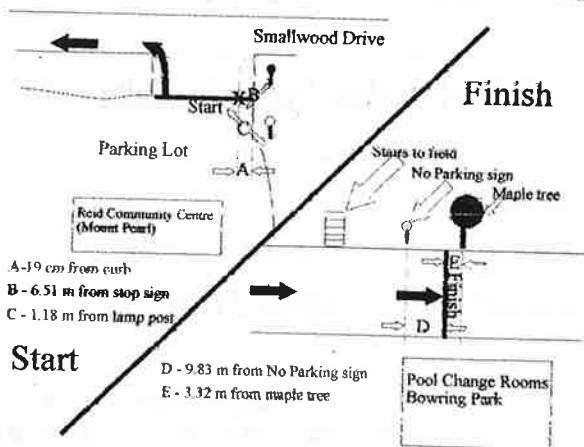 Smallwood Drive
B
Start
C
Parking Lot
A
Reid Community Centre
(Mount Pearl)
A -19 cm from curb
B - 6.51 m from stop sign
C - 1.18 m from lamp post
Start
Finish
Stairs to field
No Parking sign
Maple tree
E
Finish
D
D - 9.83 m from No Parking sign
E - 3.32 m from maple tree
Pool Change Rooms
Bowring Park